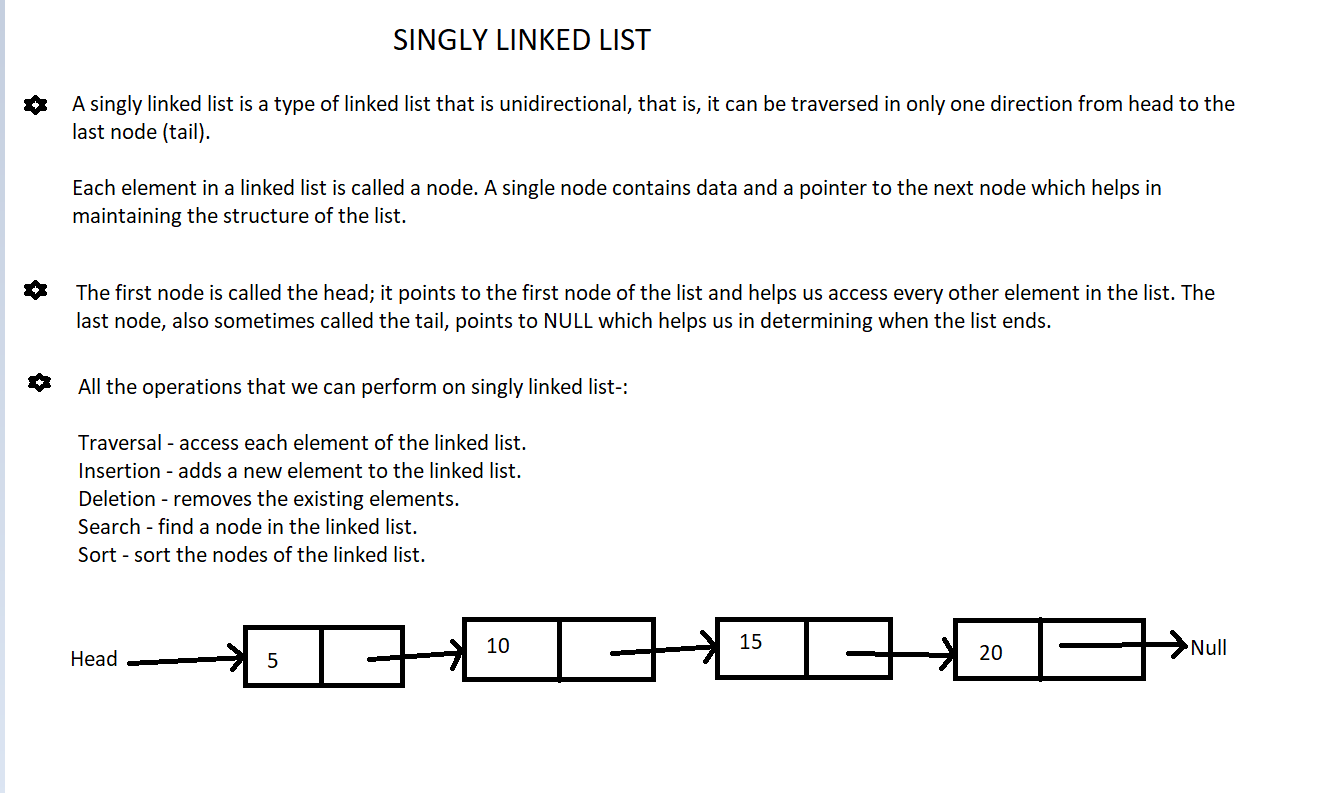 SINGLY LINKED LIST
A singly linked list is a type of linked list that is unidirectional, that is, it can be traversed in only one direction from head to the
last node (tail).
Each element in a linked list is called a node. A single node contains data and a pointer to the next node which helps in
maintaining the structure of the list.
The first node is called the head; it points to the first node of the list and helps us access every other element in the list. The
last node, also sometimes called the tail, points to NULL which helps us in determining when the list ends.
All the operations that we can perform on singly linked list-:
Traversal - access each element of the linked list.
Insertion - adds a new element to the linked list.
Deletion - removes the existing elements.
Search - find a node in the linked list.
Sort - sort the nodes of the linked list.
Head 5 10 15 20 Null